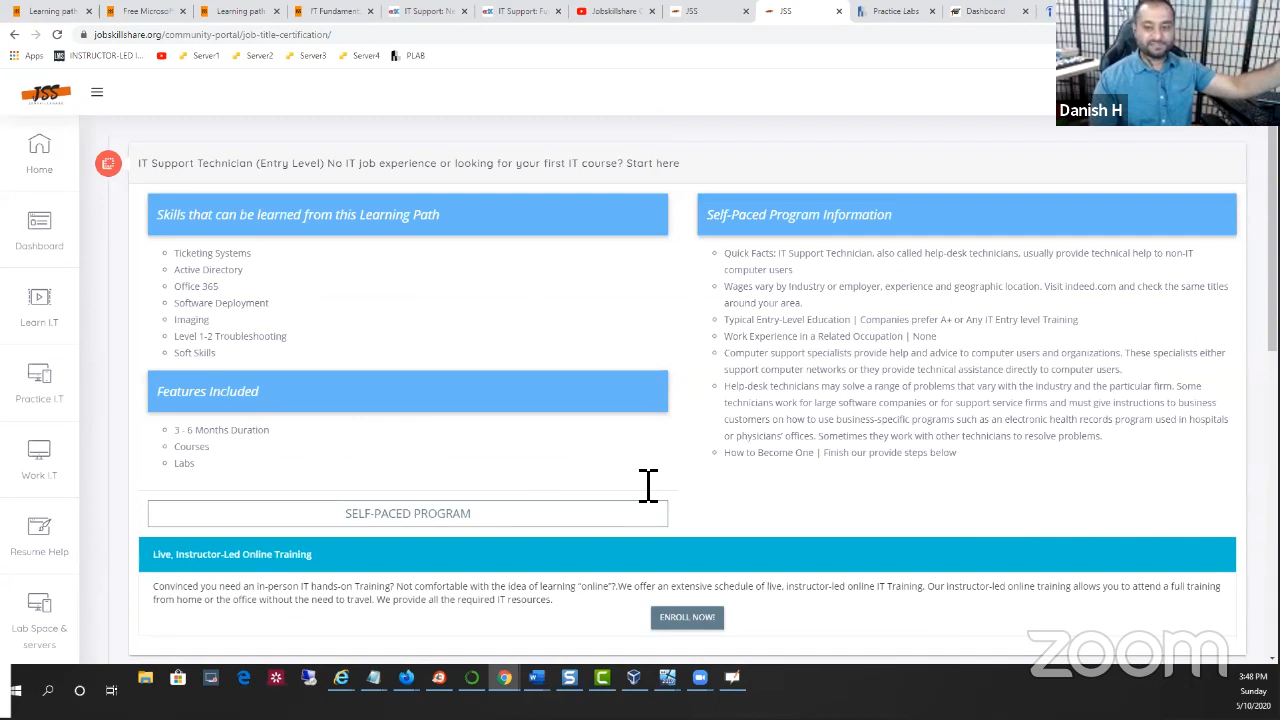 Learning path
Free Microsof
Learning path
IT Fundament
IT Support: Ne
IT Support: Fu
Jobskillshare C
JSS
JSS
Practice Labs
Dashboard
jobskillshare.org/community-portal/job-title-certification/
Apps
INSTRUCTOR-LED I...
Server1
Server2
Server3
Server4
PLAB
Danish H
JSS
Home
Dashboard
Learn I.T
Practice I.T
Work I.T
Resume Help
Lab Space &
servers
IT Support Technician (Entry Level) No IT job experience or looking for your first IT course? Start here
Skills that can be learned from this Learning Path
Ticketing Systems
Active Directory
Office 365
Software Deployment
Imaging
Level 1-2 Troubleshooting
Soft Skills
Features Included
3 - 6 Months Duration
Courses
Labs
SELF-PACED PROGRAM
Self-Paced Program Information
Quick Facts: IT Support Technician, also called help-desk technicians, usually provide technical help to non-IT
computer users
Wages vary by Industry or employer, experience and geographic location. Visit indeed.com and check the same titles
around your area.
Typical Entry-Level Education | Companies prefer A+ or Any IT Entry level Training
Work Experience in a Related Occupation | None
Computer support specialists provide help and advice to computer users and organizations. These specialists either
support computer networks or they provide technical assistance directly to computer users.
Help-desk technicians may solve a range of problems that vary with the industry and the particular firm. Some
technicians work for large software companies or for support service firms and must give instructions to business
customers on how to use business-specific programs such as an electronic health records program used in hospitals
or physicians' offices. Sometimes they work with other technicians to resolve problems.
How to Become One | Finish our provide steps below
Live, Instructor-Led Online Training
Convinced you need an in-person IT hands-on Training? Not comfortable with the idea of learning "online"?.We offer an extensive schedule of live, instructor-led online IT Training. Our instructor-led online training allows you to attend a full training
from home or the office without the need to travel. We provide all the required IT resources.
ENROLL NOW!
zoom
3:48 PM
Sunday
5/10/2020